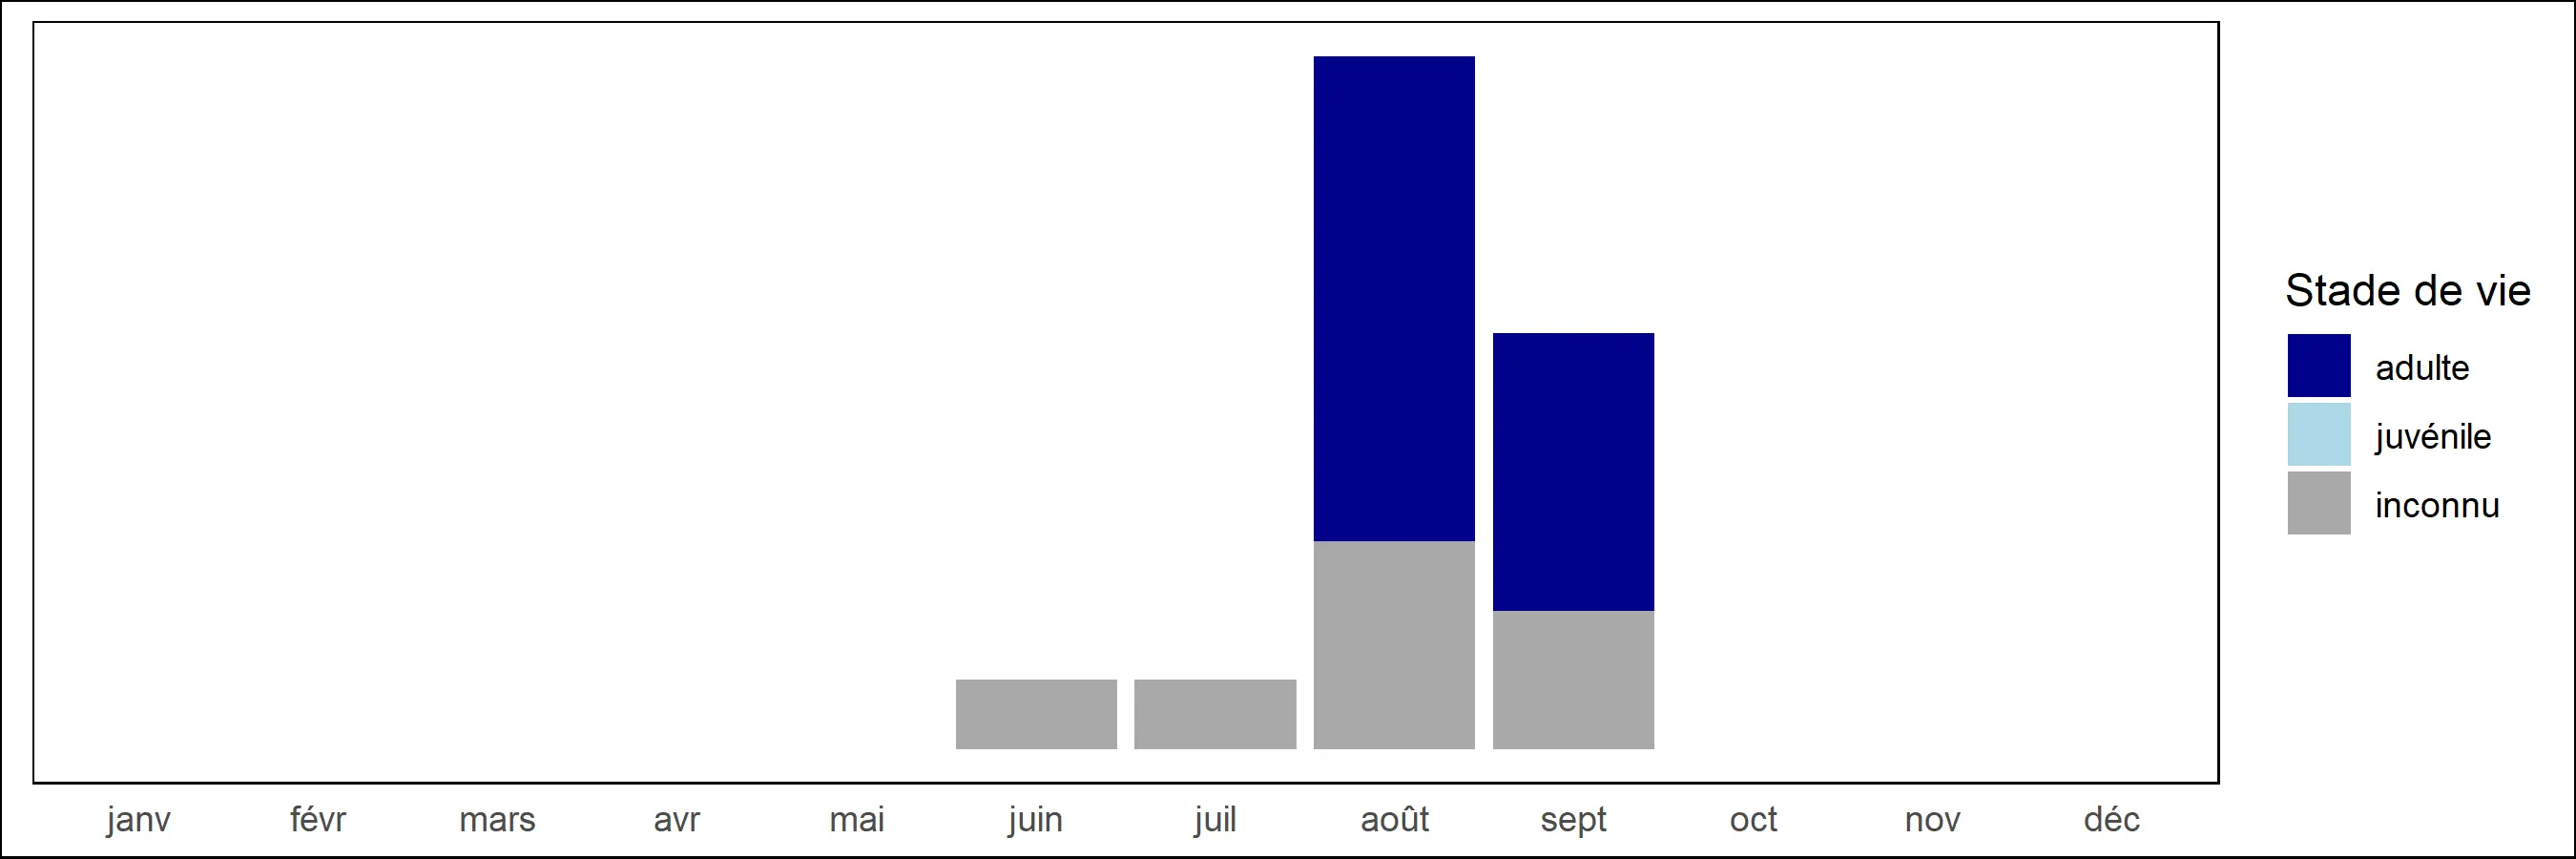 Stade de vie
adulte
juvénile
inconnu
janv févr mars avr mai juin juil août sept oct nov déc